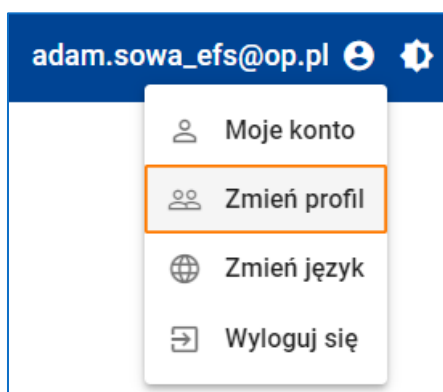 adam.sowa_efs@op.pl
Moje konto
Zmień profil
Zmień język
Wyloguj się